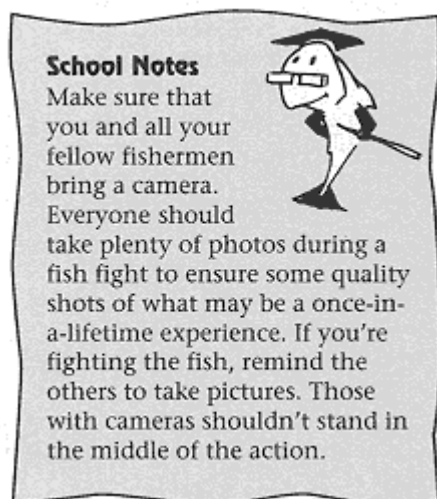 School Notes
Make sure that
you and all your
fellow fishermen
bring a camera.
Everyone should
take plenty of photos during a
fish fight to ensure some quality
shots of what may be a once-in-
a-lifetime experience. If you're
fighting the fish, remind the
others to take pictures. Those
with cameras shouldn't stand in
the middle of the action.